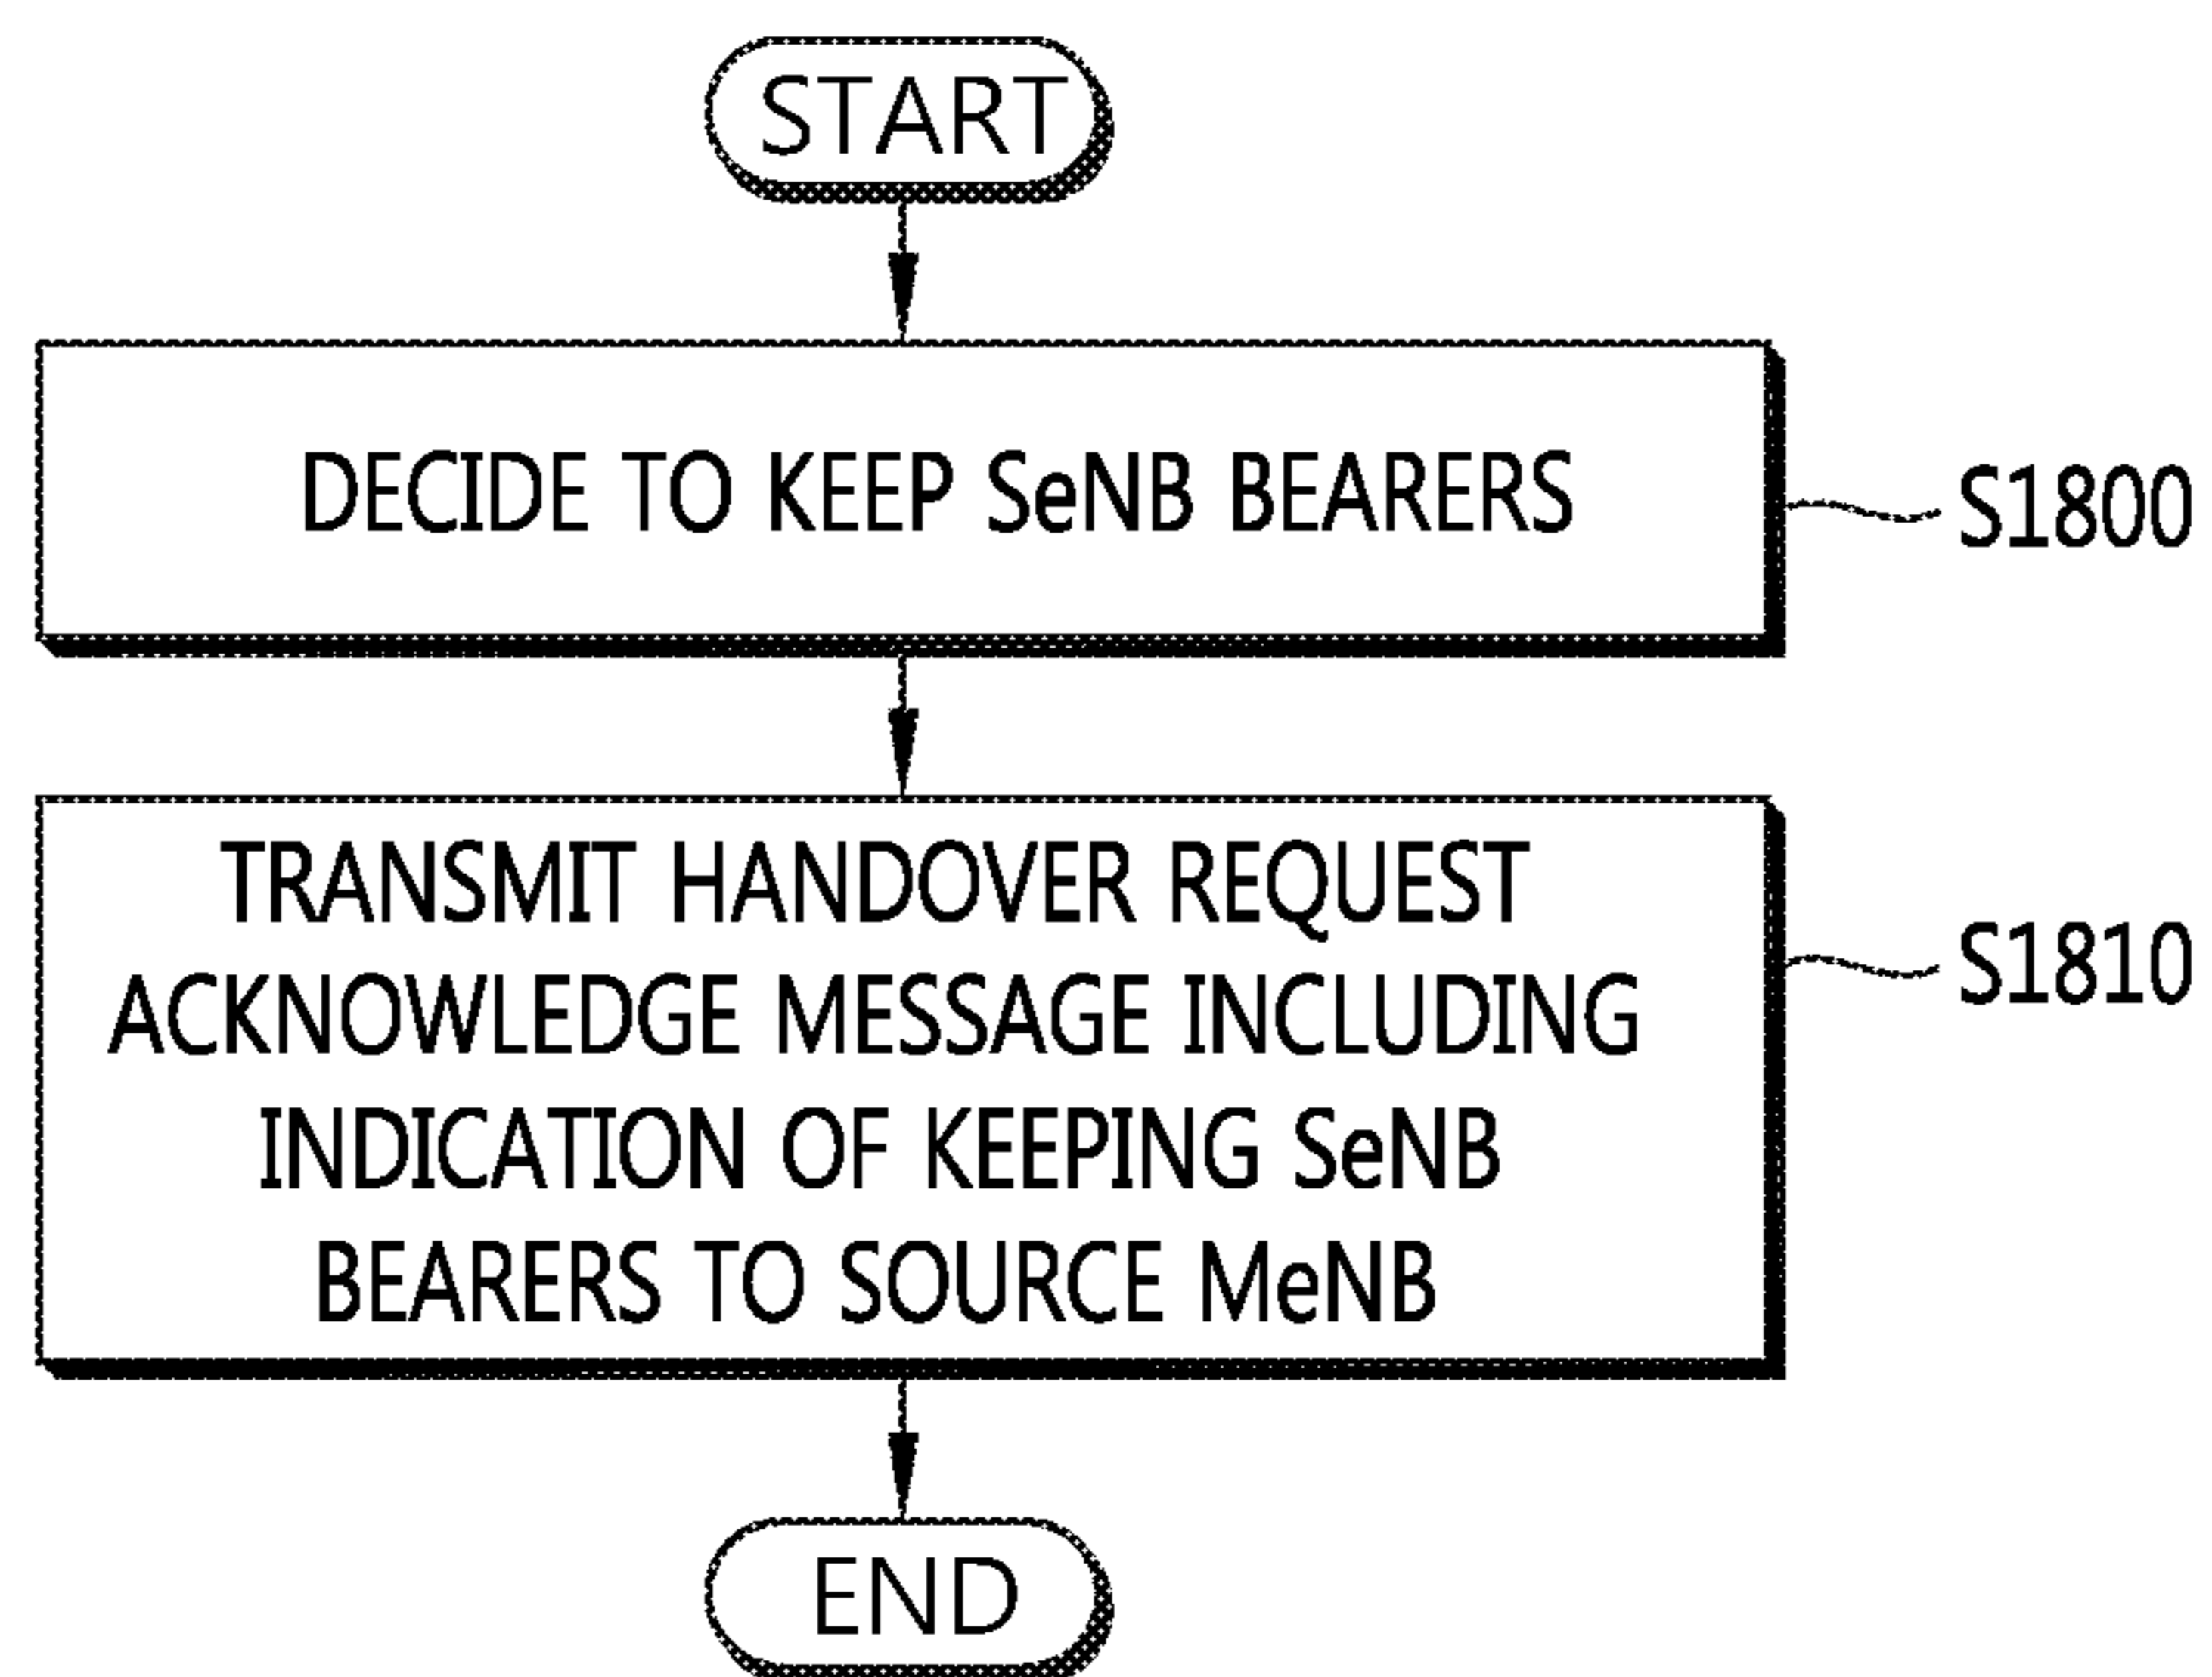 START
DECIDE TO KEEP SeNB BEARERS
S1800
TRANSMIT HANDOVER REQUEST
ACKNOWLEDGE MESSAGE INCLUDING
INDICATION OF KEEPING SeNB
BEARERS TO SOURCE MeNB
S1810
END